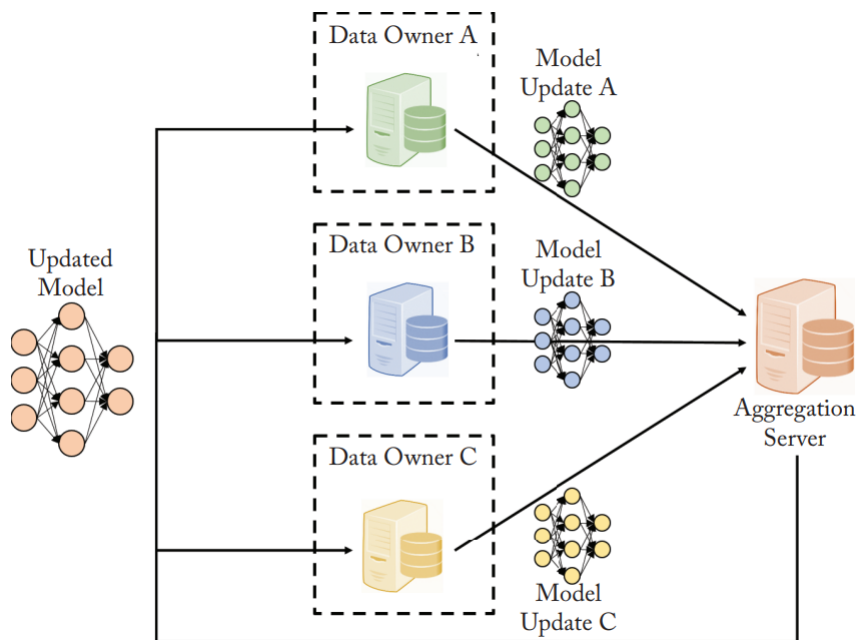 Data Owner A
Model
Update A
Updated
Model
Data Owner B
Model
Update B
Aggregation
Server
Data Owner C
Model
Update C